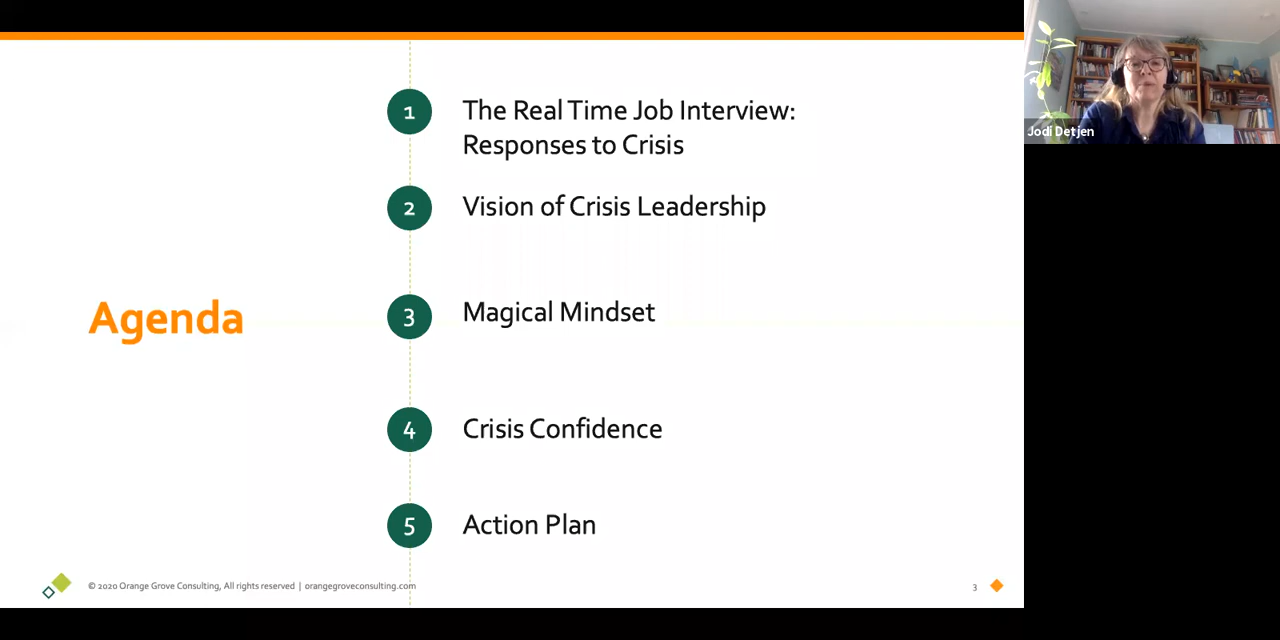 Agenda
1
The Real Time Job Interview:
Responses to Crisis
2
Vision of Crisis Leadership
3
Magical Mindset
4
Crisis Confidence
5
Action Plan
© 2020 Orange Grove Consulting, All rights reserved | orangegroveconsulting.com
3
Jodi Detjen